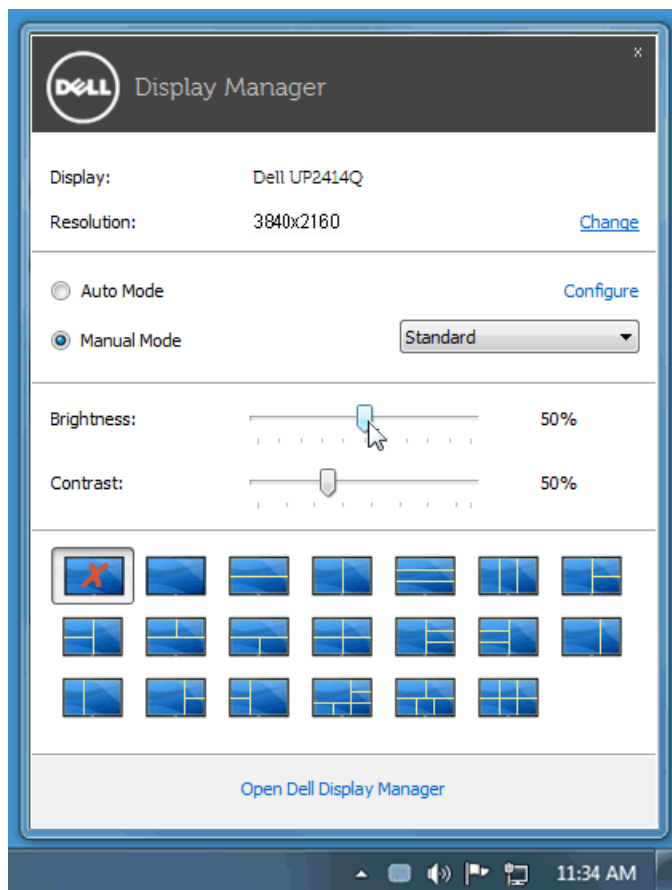 x
DELL Display Manager
Display: Dell UP2414Q
Resolution: 3840x2160 Change
Auto Mode Configure
Manual Mode Standard
Brightness: 50%
Contrast: 50%
X
Open Dell Display Manager
11:34 AM